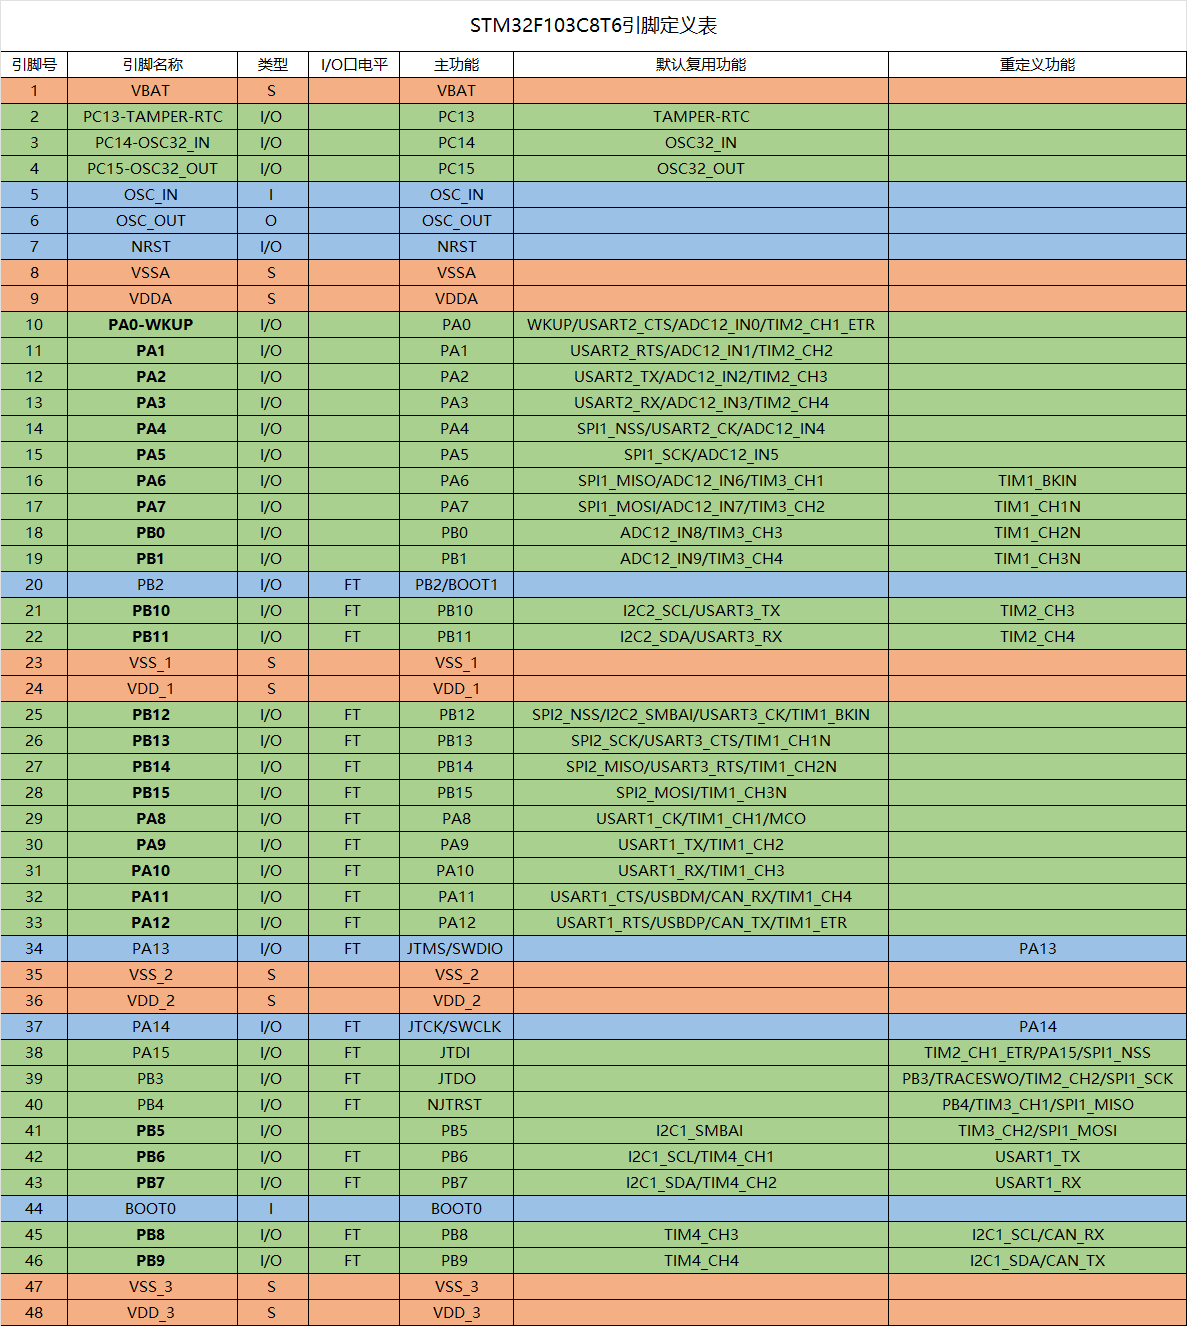 STM32F103C8T6引脚定义表
引脚号 引脚名称 类型 I/O口电平 主功能 默认复用功能 重定义功能
1 VBAT S VBAT
2 PC13-TAMPER-RTC I/O PC13 TAMPER-RTC
3 PC14-OSC32_IN I/O PC14 OSC32_IN
4 PC15-OSC32_OUT I/O PC15 OSC32_OUT
5 OSC_IN I OSC_IN
6 OSC_OUT O OSC_OUT
7 NRST I/O NRST
8 VSSA S VSSA
9 VDDA S VDDA
10 PA0-WKUP I/O PA0 WKUP/USART2_CTS/ADC12_IN0/TIM2_CH1_ETR
11 PA1 I/O PA1 USART2_RTS/ADC12_IN1/TIM2_CH2
12 PA2 I/O PA2 USART2_TX/ADC12_IN2/TIM2_CH3
13 PA3 I/O PA3 USART2_RX/ADC12_IN3/TIM2_CH4
14 PA4 I/O PA4 SPI1_NSS/USART2_CK/ADC12_IN4
15 PA5 I/O PA5 SPI1_SCK/ADC12_IN5
16 PA6 I/O PA6 SPI1_MISO/ADC12_IN6/TIM3_CH1 TIM1_BKIN
17 PA7 I/O PA7 SPI1_MOSI/ADC12_IN7/TIM3_CH2 TIM1_CH1N
18 PB0 I/O PB0 ADC12_IN8/TIM3_CH3 TIM1_CH2N
19 PB1 I/O PB1 ADC12_IN9/TIM3_CH4 TIM1_CH3N
20 PB2 I/O FT PB2/BOOT1
21 PB10 I/O FT PB10 I2C2_SCL/USART3_TX TIM2_CH3
22 PB11 I/O FT PB11 I2C2_SDA/USART3_RX TIM2_CH4
23 VSS_1 S VSS_1
24 VDD_1 S VDD_1
25 PB12 I/O FT PB12 SPI2_NSS/I2C2_SMBAI/USART3_CK/TIM1_BKIN
26 PB13 I/O FT PB13 SPI2_SCK/USART3_CTS/TIM1_CH1N
27 PB14 I/O FT PB14 SPI2_MISO/USART3_RTS/TIM1_CH2N
28 PB15 I/O FT PB15 SPI2_MOSI/TIM1_CH3N
29 PA8 I/O FT PA8 USART1_CK/TIM1_CH1/MCO
30 PA9 I/O FT PA9 USART1_TX/TIM1_CH2
31 PA10 I/O FT PA10 USART1_RX/TIM1_CH3
32 PA11 I/O FT PA11 USART1_CTS/USBDM/CAN_RX/TIM1_CH4
33 PA12 I/O FT PA12 USART1_RTS/USBDP/CAN_TX/TIM1_ETR
34 PA13 I/O FT JTMS/SWDIO PA13
35 VSS_2 S VSS_2
36 VDD_2 S VDD_2
37 PA14 I/O FT JTCK/SWCLK PA14
38 PA15 I/O FT JTDI TIM2_CH1_ETR/PA15/SPI1_NSS
39 PB3 I/O FT JTDO PB3/TRACESWO/TIM2_CH2/SPI1_SCK
40 PB4 I/O FT NJTRST PB4/TIM3_CH1/SPI1_MISO
41 PB5 I/O PB5 I2C1_SMBAI TIM3_CH2/SPI1_MOSI
42 PB6 I/O FT PB6 I2C1_SCL/TIM4_CH1 USART1_TX
43 PB7 I/O FT PB7 I2C1_SDA/TIM4_CH2 USART1_RX
44 BOOT0 I BOOT0
45 PB8 I/O FT PB8 TIM4_CH3 I2C1_SCL/CAN_RX
46 PB9 I/O FT PB9 TIM4_CH4 I2C1_SDA/CAN_TX
47 VSS_3 S VSS_3
48 VDD_3 S VDD_3